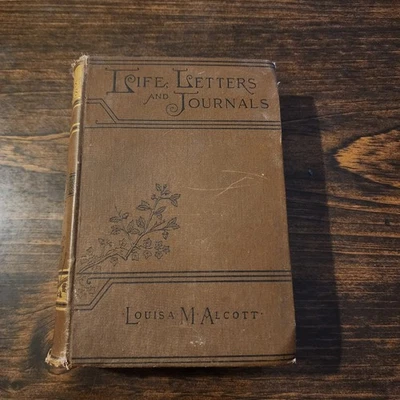 LIFE, LETTERS
AND JOURNALS
LOUISA M. ALCOTT